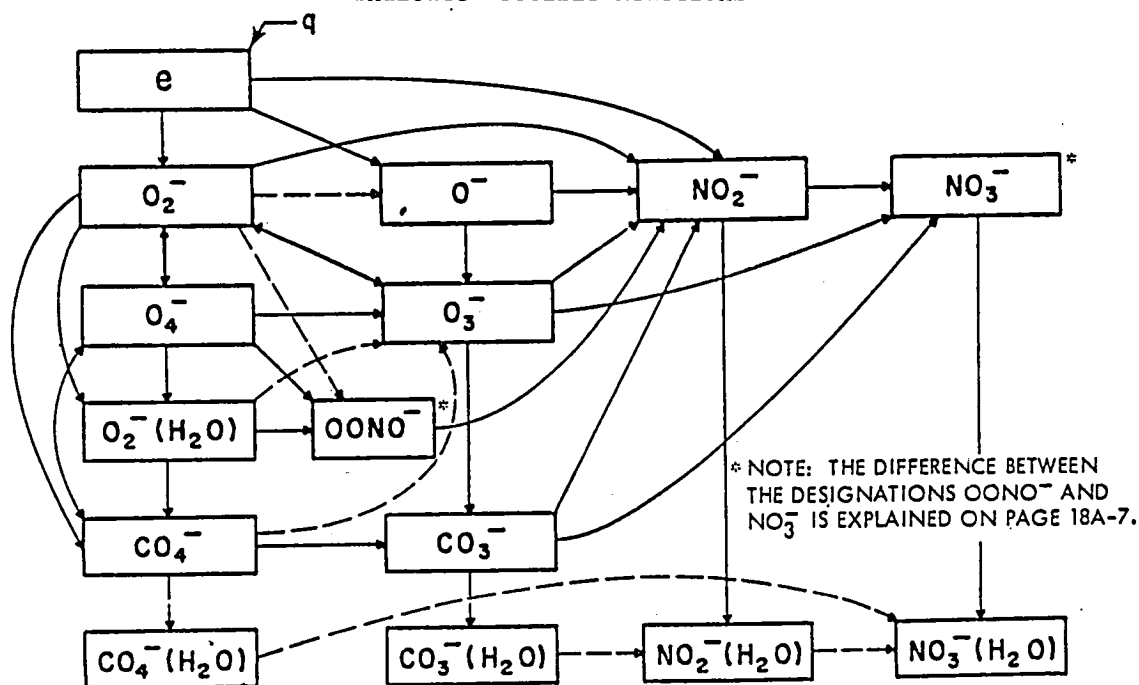 q
e
O₂⁻
O⁻
NO₂⁻
NO₃⁻ *
O₄⁻
O₃⁻
O₂⁻(H₂O)
OONO⁻ *
* NOTE: THE DIFFERENCE BETWEEN
THE DESIGNATIONS OONO⁻ AND
NO₃⁻ IS EXPLAINED ON PAGE 18A-7.
CO₄⁻
CO₃⁻
CO₄⁻(H₂O)
CO₃⁻(H₂O)
NO₂⁻(H₂O)
NO₃⁻(H₂O)